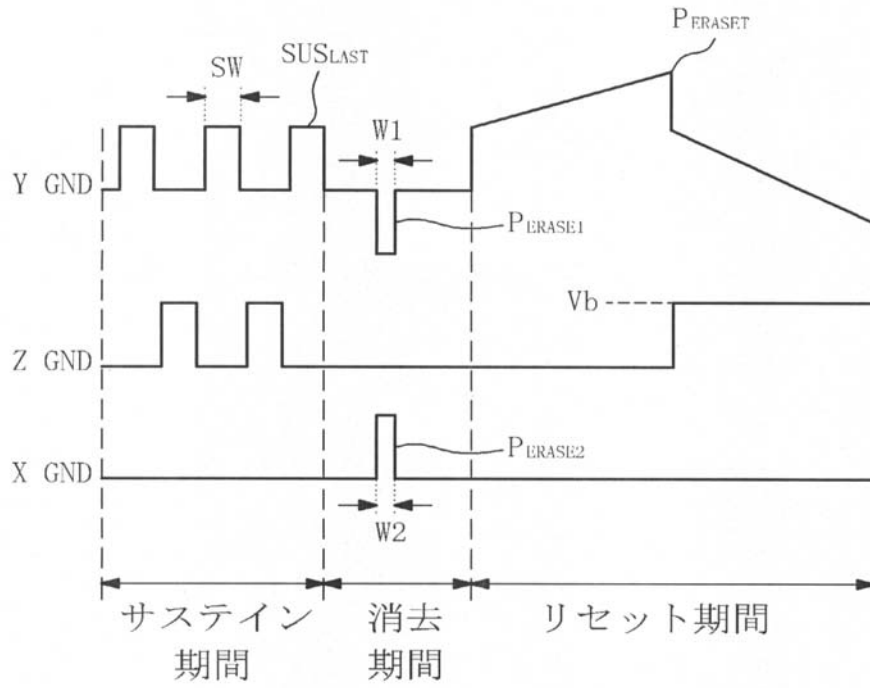 PERASET
SUSLAST
SW
W1
Y GND
PERASE1
Vb
Z GND
PERASE2
X GND
W2
サステイン
期間
消去
期間
リセット期間